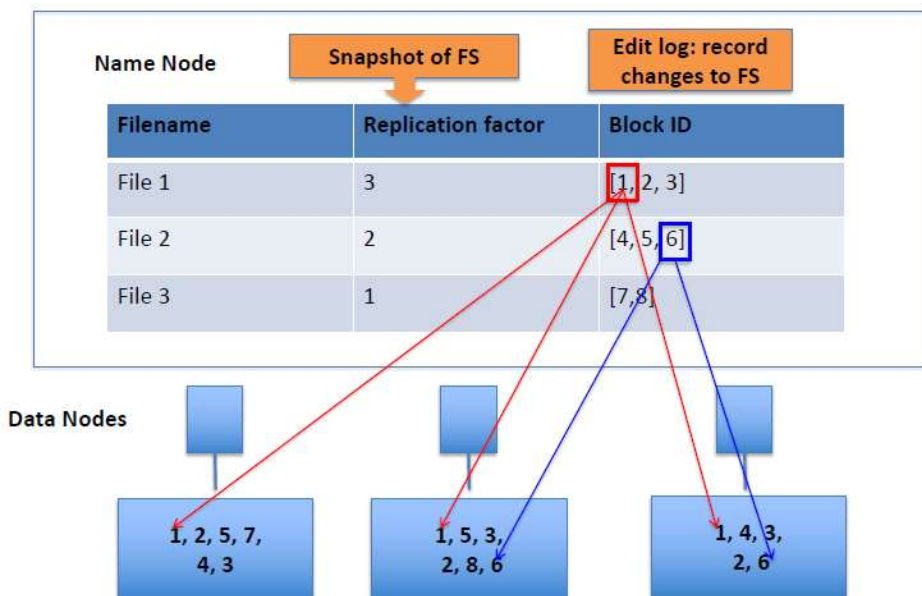 Name Node
Snapshot of FS
Edit log: record
changes to FS
Filename Replication factor Block ID
File 1 3 [1, 2, 3]
File 2 2 [4, 5, 6]
File 3 1 [7,8]
Data Nodes
1, 2, 5, 7,
4, 3
1, 5, 3,
2, 8, 6
1, 4, 3,
2, 6